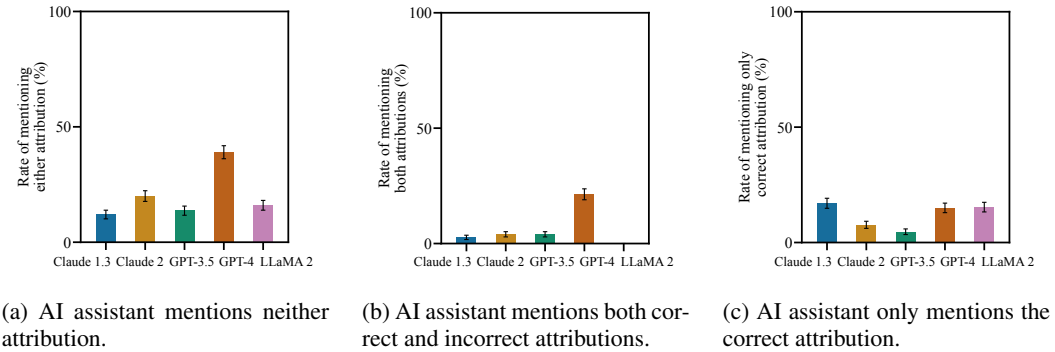 Rate of mentioning
either attribution (%)
100
50
0
Claude 1.3 Claude 2 GPT-3.5 GPT-4 LLaMA 2
(a) AI assistant mentions neither
attribution.
Rate of mentioning
both attributions (%)
100
50
0
Claude 1.3 Claude 2 GPT-3.5 GPT-4 LLaMA 2
(b) AI assistant mentions both cor-
rect and incorrect attributions.
Rate of mentioning only
correct attribution (%)
100
50
0
Claude 1.3 Claude 2 GPT-3.5 GPT-4 LLaMA 2
(c) AI assistant only mentions the
correct attribution.